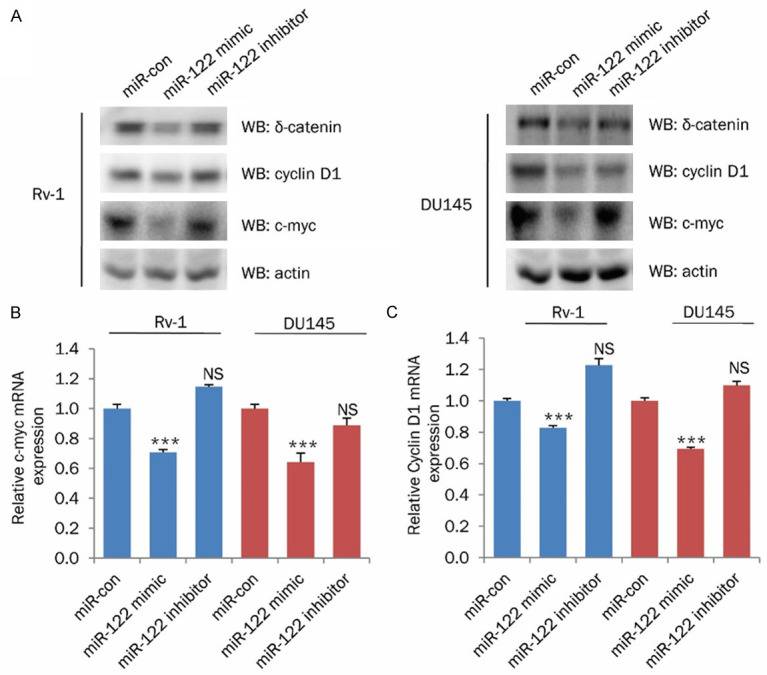 A
miR-con
miR-122 mimic
miR-122 inhibitor
WB: δ-catenin
WB: cyclin D1
WB: c-myc
WB: actin
Rv-1
miR-con
miR-122 mimic
miR-122 inhibitor
WB: δ-catenin
WB: cyclin D1
WB: c-myc
WB: actin
DU145
B
Rv-1
DU145
Relative c-myc mRNA
expression
1.4
1.2
1.0
0.8
0.6
0.4
0.2
0.0
***
NS
***
NS
miR-con
miR-122 mimic
miR-122 inhibitor
miR-con
miR-122 mimic
miR-122 inhibitor
C
Rv-1
DU145
Relative Cyclin D1 mRNA
expression
1.4
1.2
1.0
0.8
0.6
0.4
0.2
0.0
***
NS
***
NS
miR-con
miR-122 mimic
miR-122 inhibitor
miR-con
miR-122 mimic
miR-122 inhibitor